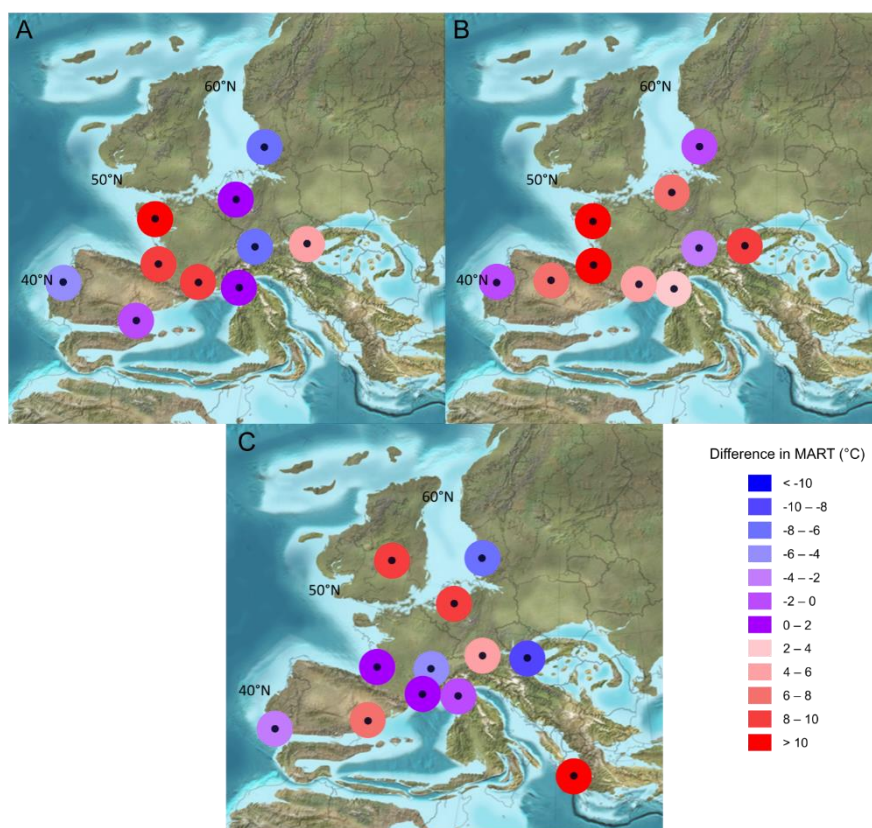 A
60°N
50°N
40°N
B
60°N
50°N
40°N
C
60°N
50°N
40°N
Difference in MART (°C)
< -10
-10 – -8
-8 – -6
-6 – -4
-4 – -2
-2 – 0
0 – 2
2 – 4
4 – 6
6 – 8
8 – 10
> 10